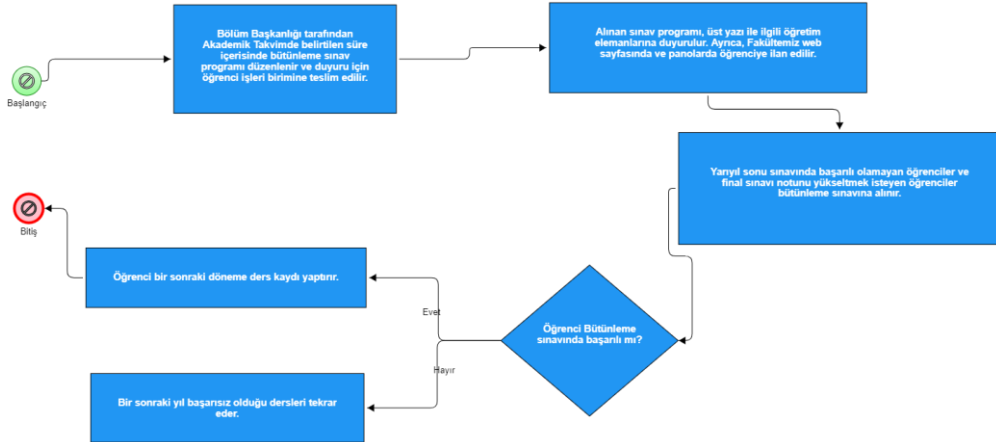 Başlangıç
Bölüm Başkanlığı tarafından
Akademik Takvimde belirtilen süre
içerisinde bütünleme sınav
programı düzenlenir ve duyuru için
öğrenci işleri birimine teslim edilir.
Alınan sınav programı, üst yazı ile ilgili öğretim
elemanlarına duyurulur. Ayrıca, Fakültemiz web
sayfasında ve panolarda öğrenciye ilan edilir.
Yarıyıl sonu sınavında başarılı olamayan öğrenciler ve
final sınavı notunu yükseltmek isteyen öğrenciler
bütünleme sınavına alınır.
Öğrenci Bütünleme
sınavında başarılı mı?
Evet
Öğrenci bir sonraki döneme ders kaydı yaptırır.
Bitiş
Hayır
Bir sonraki yıl başarısız olduğu dersleri tekrar
eder.